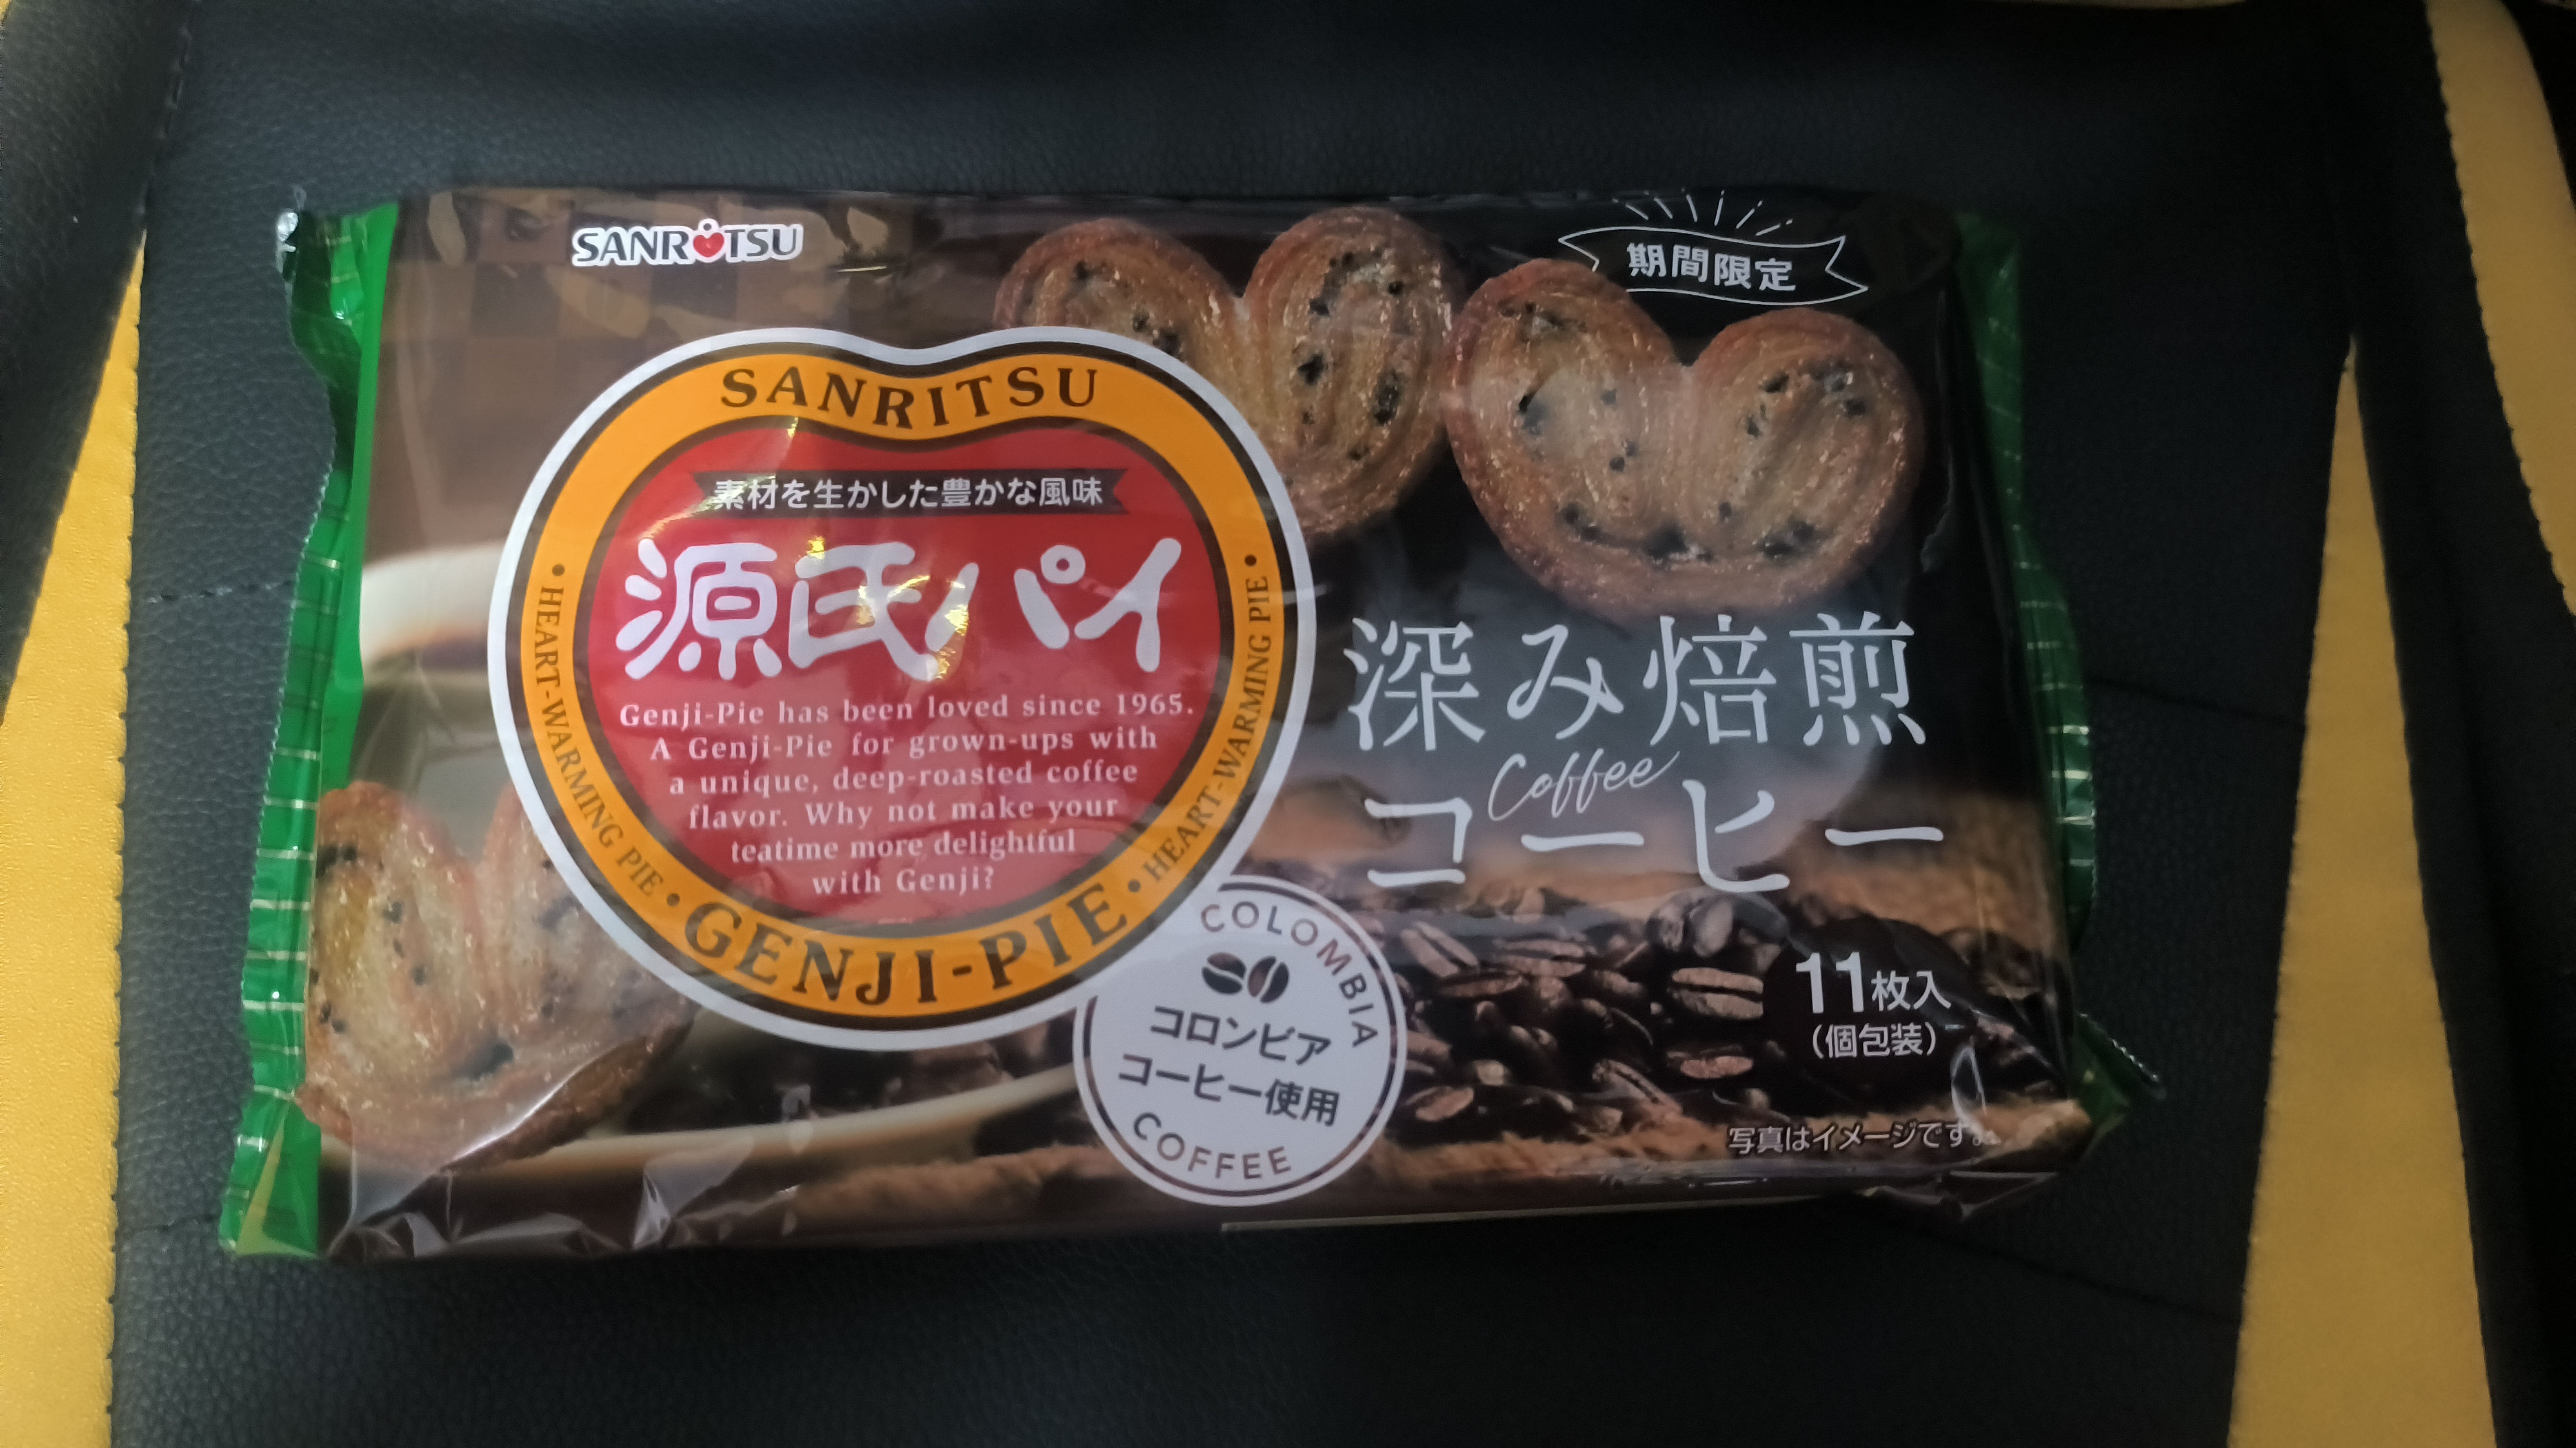 SANRITSU
期間限定
SANRITSU
素材を生かした豊かな風味
源氏パイ
Genji-Pie has been loved since 1965.
A Genji-Pie for grown-ups with
a unique, deep-roasted coffee
flavor. Why not make your
teatime more delightful
with Genji?
・HEART-WARMING PIE・
GENJI-PIE
・HEART-WARMING PIE・
深み焙煎
Coffee
コーヒー
COLOMBIA
コロンビア
コーヒー使用
COFFEE
11枚入
(個包装)
写真はイメージです。